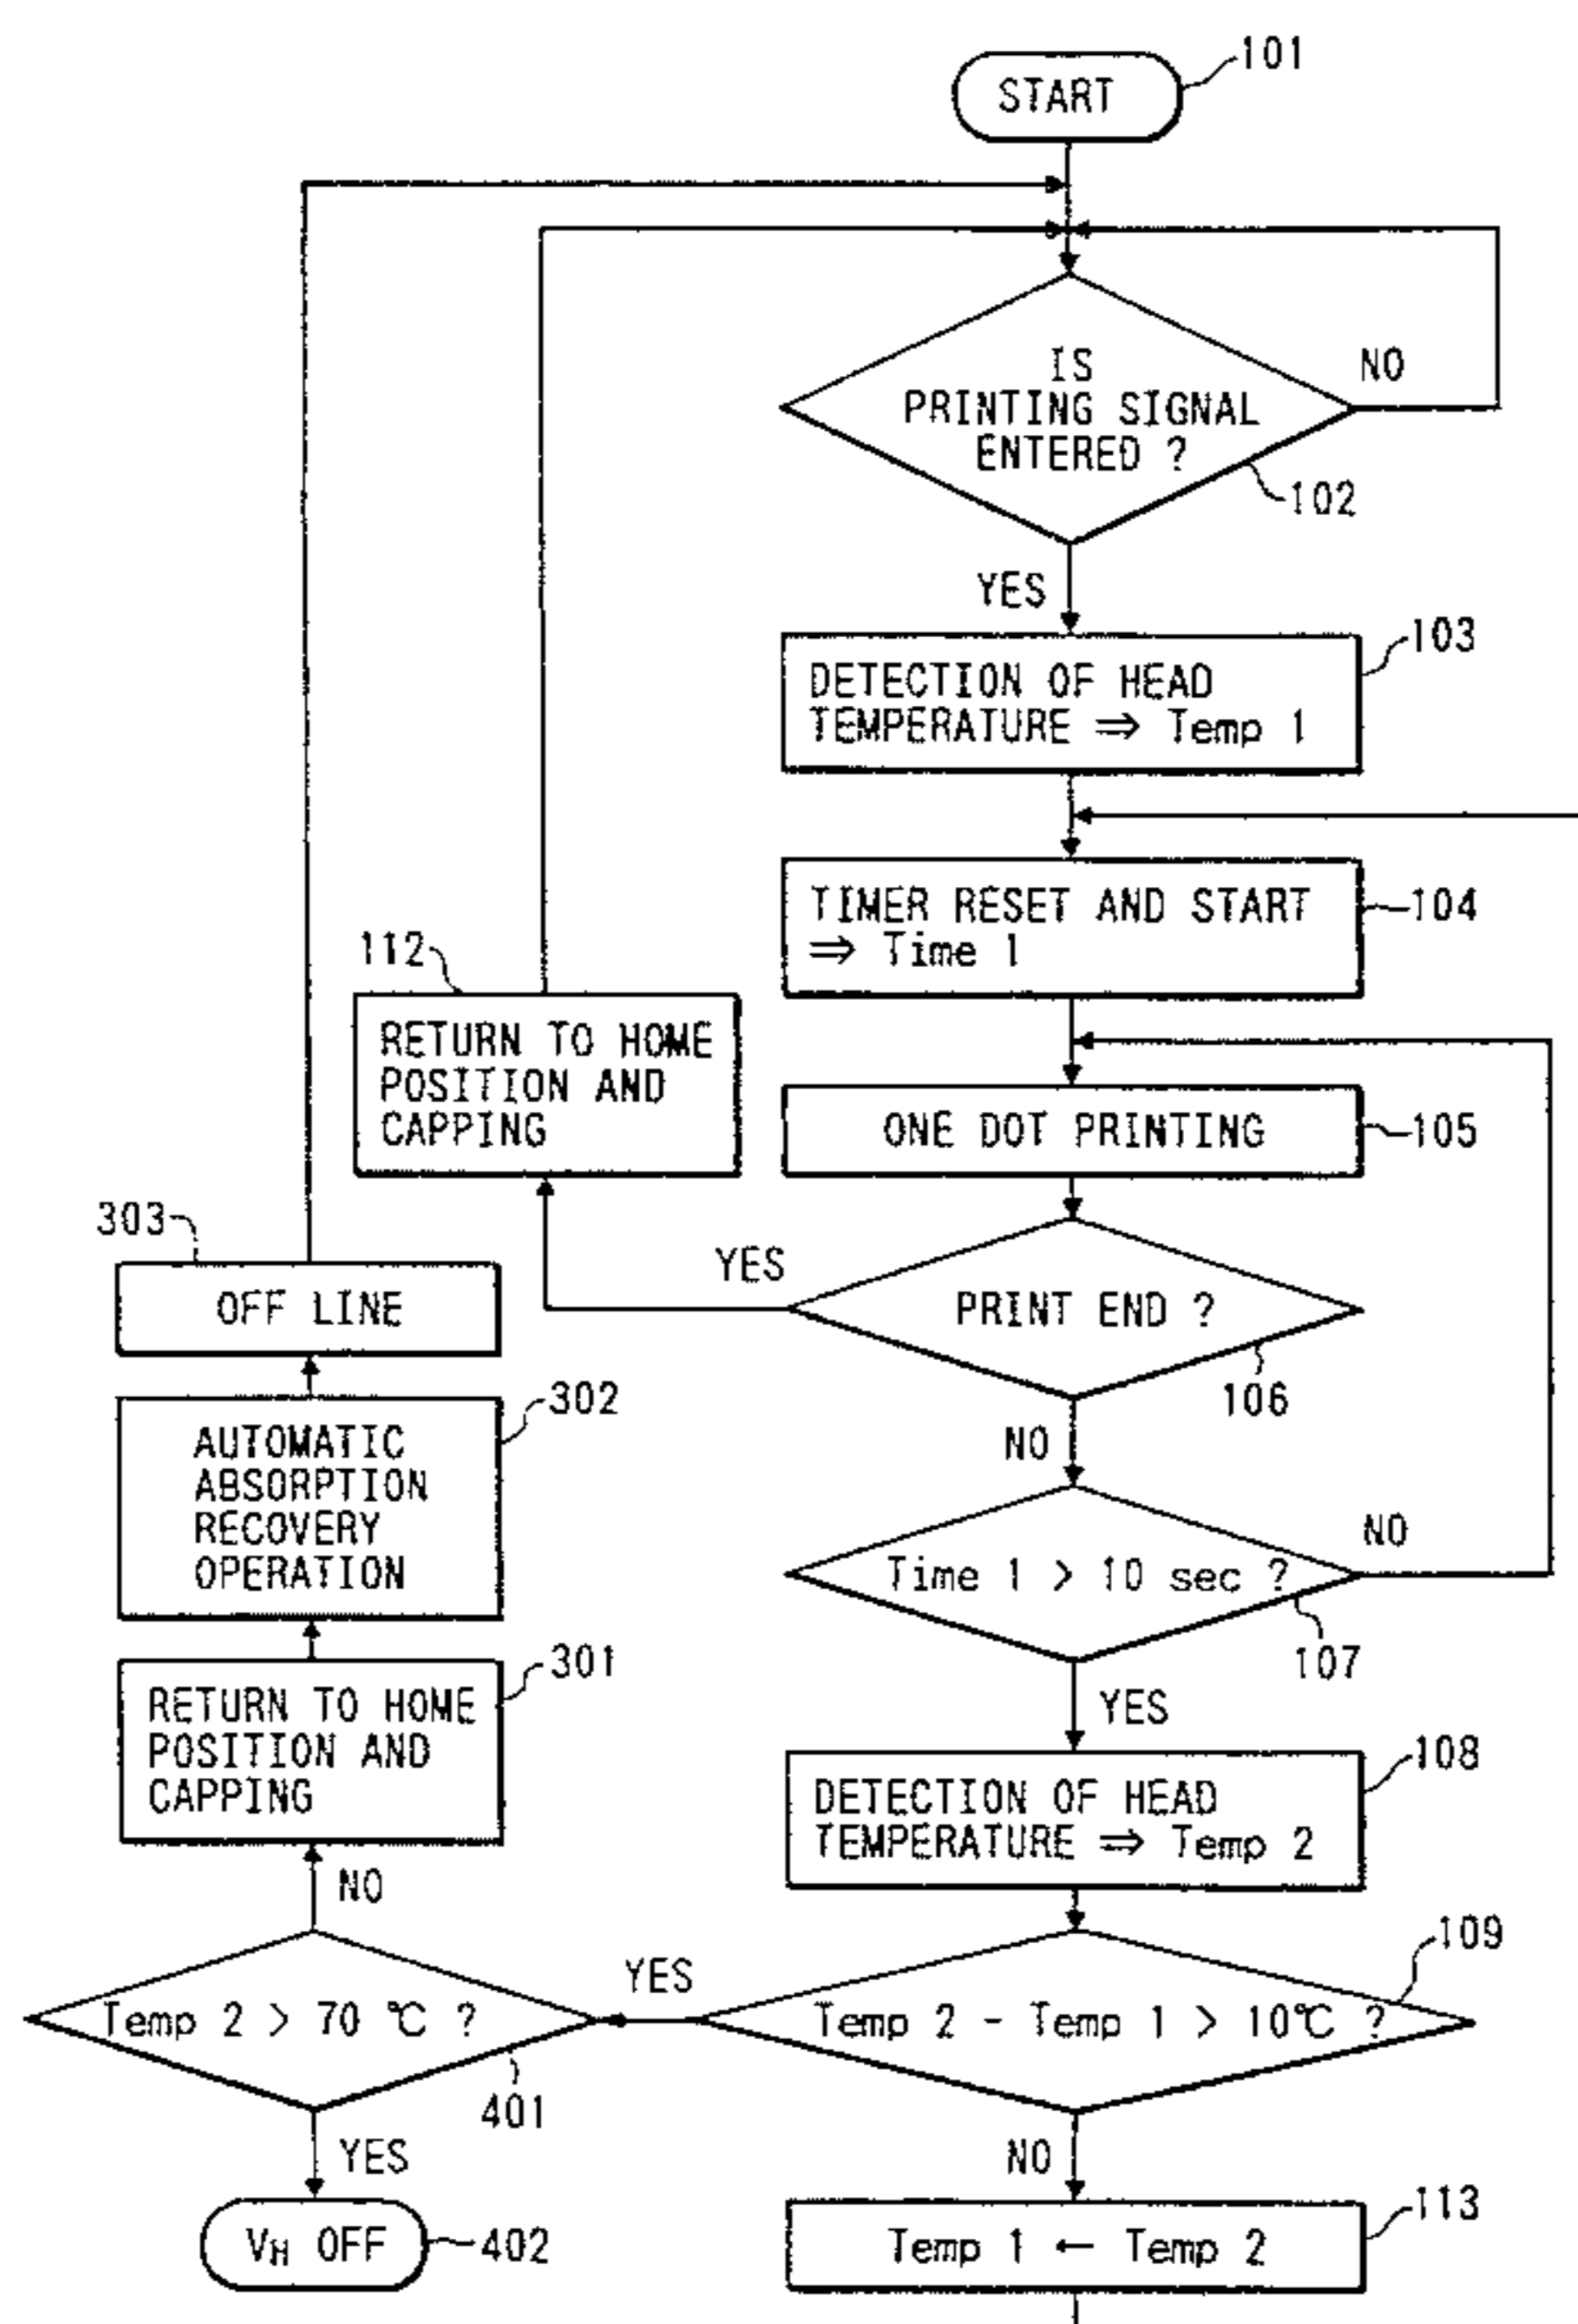 START
101
IS
PRINTING SIGNAL
ENTERED ?
NO
102
YES
DETECTION OF HEAD
TEMPERATURE ⇒ Temp 1
103
TIMER RESET AND START
⇒ Time 1
104
112
RETURN TO HOME
POSITION AND
CAPPING
ONE DOT PRINTING
105
303
OFF LINE
YES
PRINT END ?
106
302
AUTOMATIC
ABSORPTION
RECOVERY
OPERATION
NO
Time 1 > 10 sec ?
NO
107
301
RETURN TO HOME
POSITION AND
CAPPING
YES
DETECTION OF HEAD
TEMPERATURE ⇒ Temp 2
108
NO
Temp 2 > 70 ℃ ?
401
YES
Temp 2 - Temp 1 > 10℃ ?
109
YES
VH OFF
402
NO
Temp 1 ← Temp 2
113